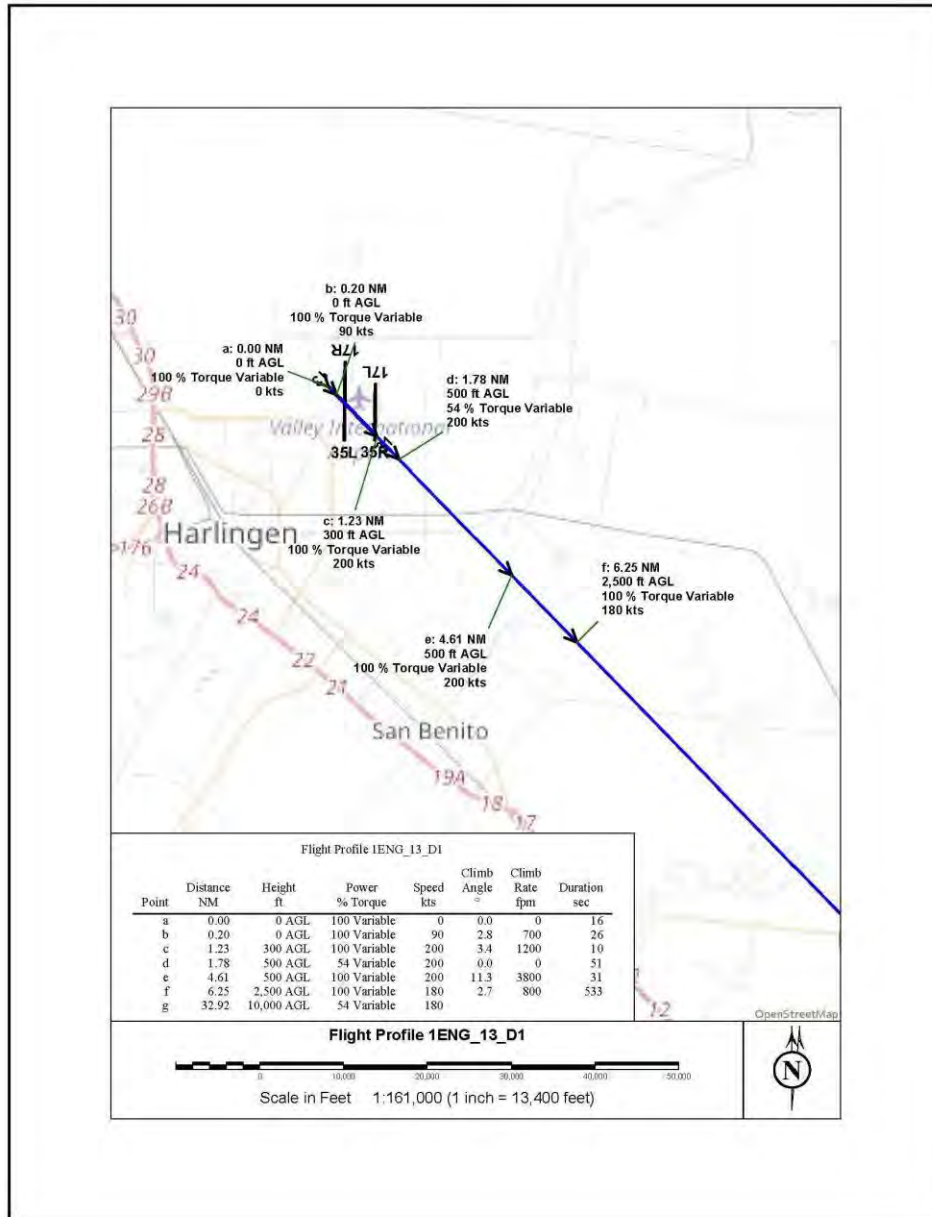 b: 0.20 NM
0 ft AGL
100 % Torque Variable
90 kts
a: 0.00 NM
0 ft AGL
100 % Torque Variable
0 kts
17R
17L
d: 1.78 NM
500 ft AGL
54 % Torque Variable
200 kts
30
30
29B
28
28
26B
Valley International
35L 35R
c: 1.23 NM
300 ft AGL
100 % Torque Variable
200 kts
Harlingen
24
24
22
21
f: 6.25 NM
2,500 ft AGL
100 % Torque Variable
180 kts
e: 4.61 NM
500 ft AGL
100 % Torque Variable
200 kts
San Benito
19A
18
17
12
OpenStreetMap
Flight Profile 1ENG_13_D1
Climb Climb
Distance Height Power Speed Angle Rate Duration
Point NM ft % Torque kts ° fpm sec
a 0.00 0 AGL 100 Variable 0 0.0 0 16
b 0.20 0 AGL 100 Variable 90 2.8 700 26
c 1.23 300 AGL 100 Variable 200 3.4 1200 10
d 1.78 500 AGL 54 Variable 200 0.0 0 51
e 4.61 500 AGL 100 Variable 200 11.3 3800 31
f 6.25 2,500 AGL 100 Variable 180 2.7 800 533
g 32.92 10,000 AGL 54 Variable 180
Flight Profile 1ENG_13_D1
0 10,000 20,000 30,000 40,000 50,000
Scale in Feet 1:161,000 (1 inch = 13,400 feet)
N